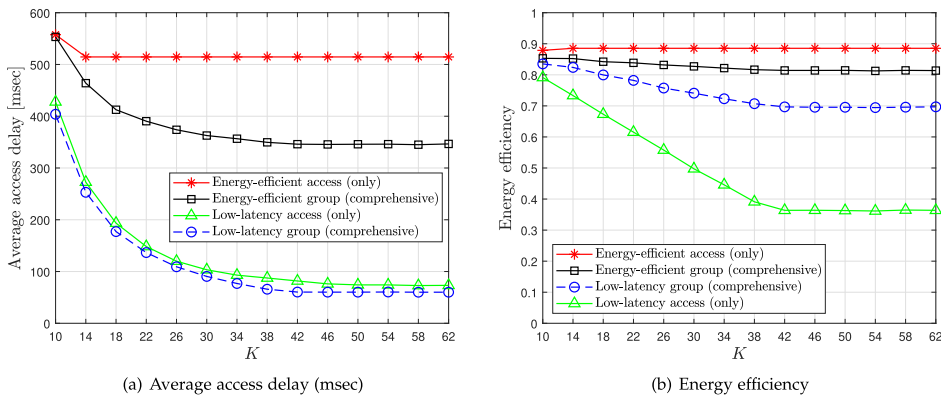 600
500
400
300
200
100
0
Average access delay [msec]
Energy-efficient access (only)
Energy-efficient group (comprehensive)
Low-latency access (only)
Low-latency group (comprehensive)
10 14 18 22 26 30 34 38 42 46 50 54 58 62
K
(a) Average access delay (msec)
1
0.9
0.8
0.7
0.6
0.5
0.4
0.3
0.2
0.1
0
Energy efficiency
Energy-efficient access (only)
Energy-efficient group (comprehensive)
Low-latency group (comprehensive)
Low-latency access (only)
10 14 18 22 26 30 34 38 42 46 50 54 58 62
K
(b) Energy efficiency